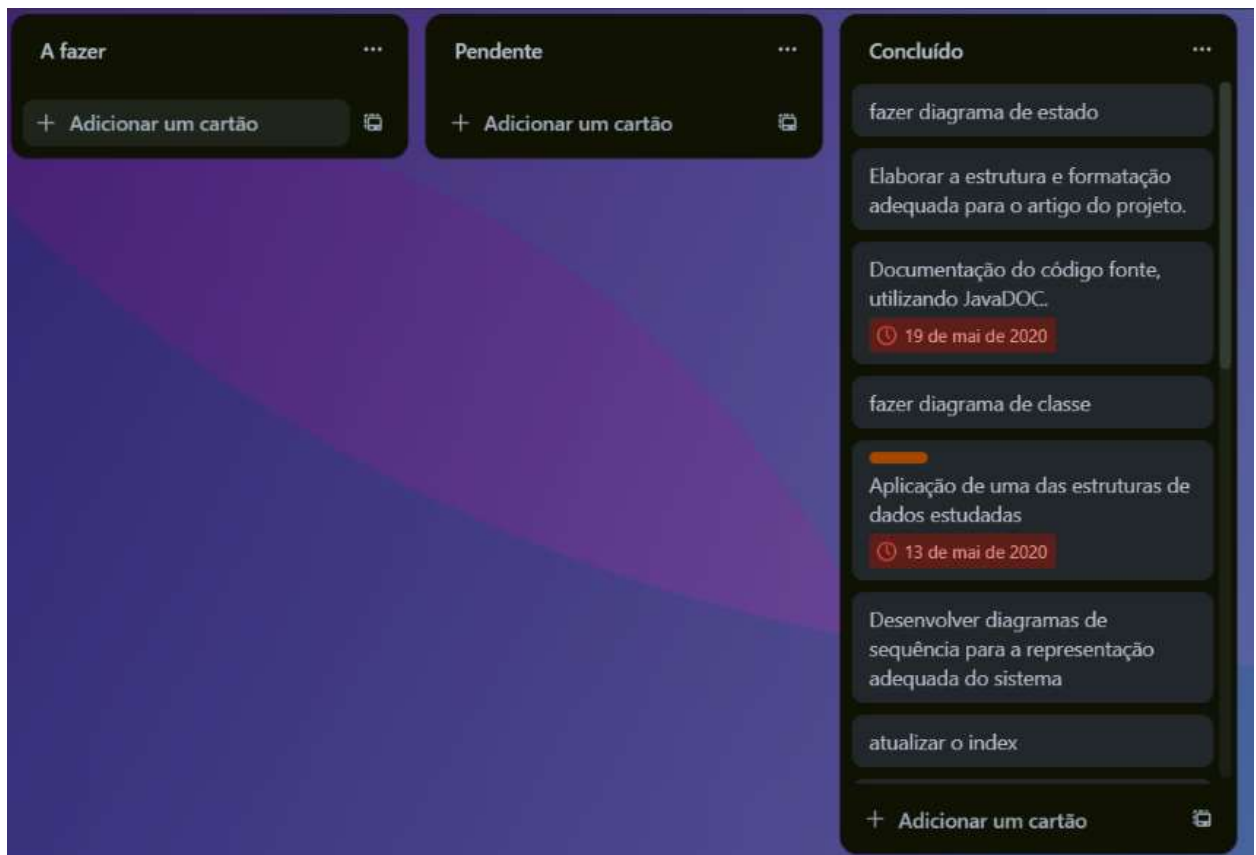 A fazer
Adicionar um cartão
Pendente
Adicionar um cartão
Concluído
fazer diagrama de estado
Elaborar a estrutura e formatação
adequada para o artigo do projeto.
Documentação do código fonte,
utilizando JavaDOC.
19 de mai de 2020
fazer diagrama de classe
Aplicação de uma das estruturas de
dados estudadas
13 de mai de 2020
Desenvolver diagramas de
sequência para a representação
adequada do sistema
atualizar o index
Adicionar um cartão